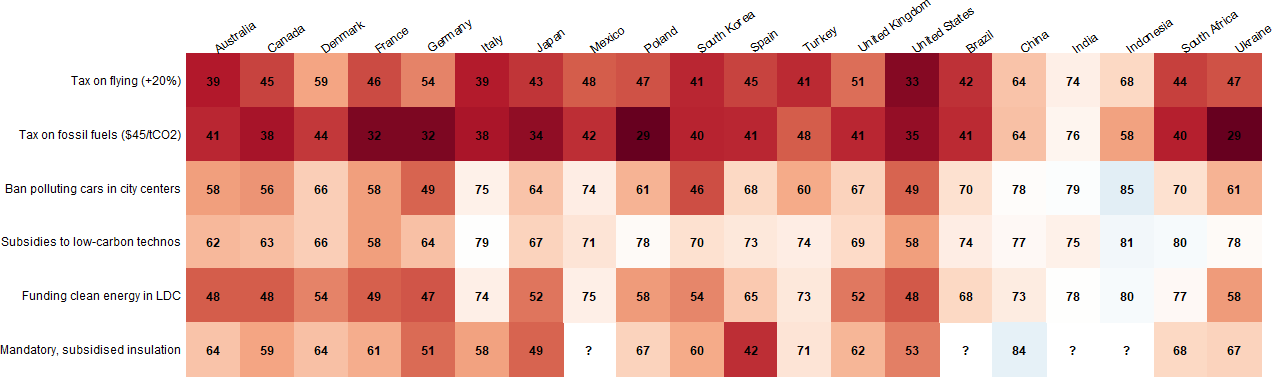 Australia Canada Denmark France Germany Italy Japan Mexico Poland South Korea Spain Turkey United Kingdom United States Brazil China India Indonesia South Africa Ukraine
Tax on flying (+20%) 39 45 59 46 54 39 43 48 47 41 45 41 51 33 42 64 74 68 44 47
Tax on fossil fuels ($45/tCO2) 41 38 44 32 32 38 34 42 29 40 41 48 41 35 41 64 76 58 40 29
Ban polluting cars in city centers 58 56 66 58 49 75 64 74 61 46 68 60 67 49 70 78 79 85 70 61
Subsidies to low-carbon technos 62 63 66 58 64 79 67 71 78 70 73 74 69 58 74 77 75 81 80 78
Funding clean energy in LDC 48 48 54 49 47 74 52 75 58 54 65 73 52 48 68 73 78 80 77 58
Mandatory, subsidised insulation 64 59 64 61 51 58 49 ? 67 60 42 71 62 53 ? 84 ? ? 68 67